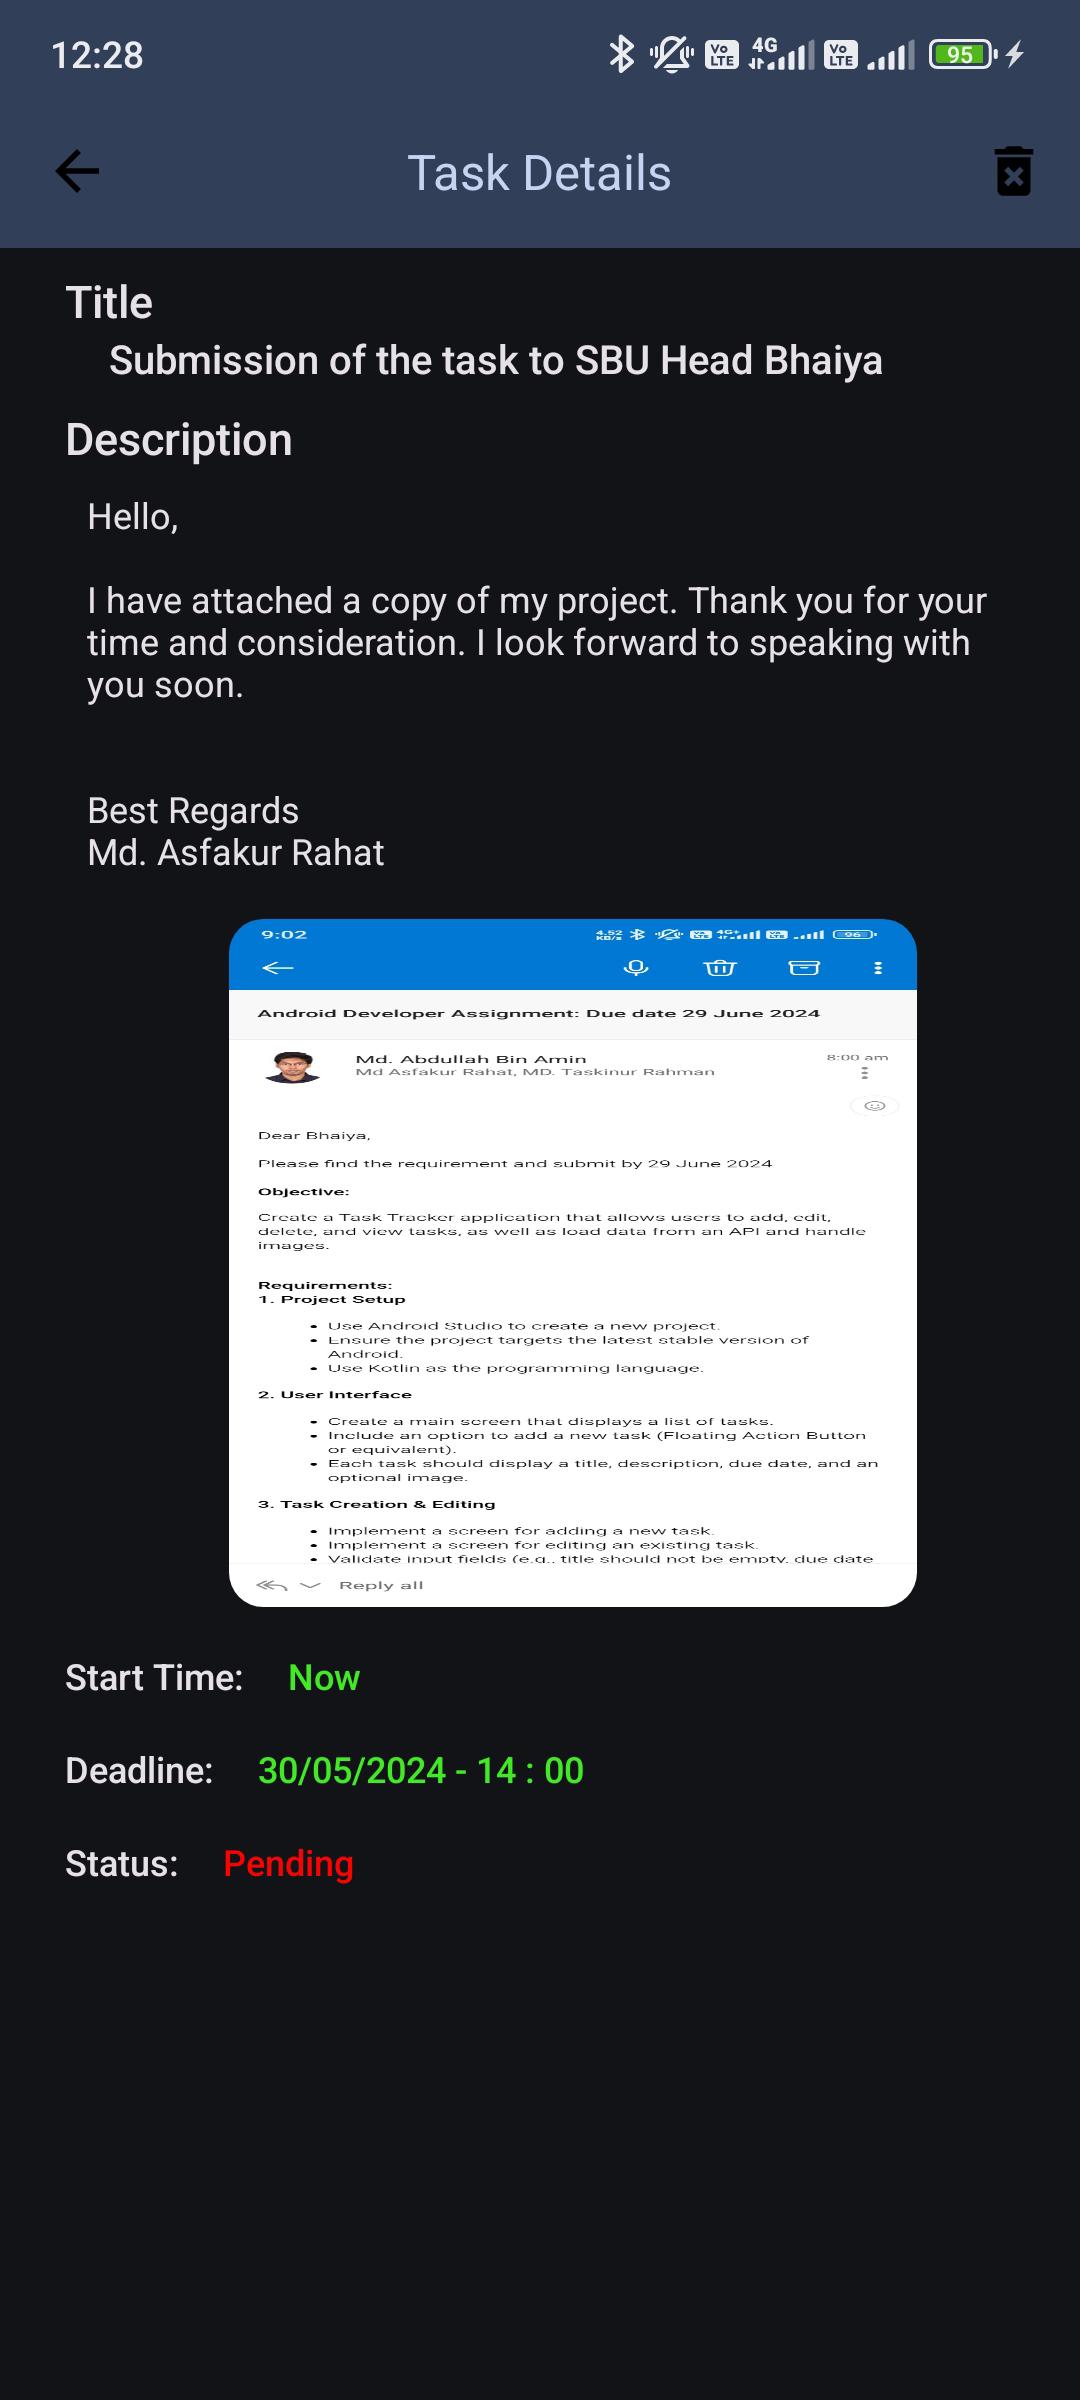 12:28
Vo LTE 4G Vo LTE 95
Task Details
Title
Submission of the task to SBU Head Bhaiya
Description
Hello,
I have attached a copy of my project. Thank you for your
time and consideration. I look forward to speaking with
you soon.
Best Regards
Md. Asfakur Rahat
9:02
4.52 KB/s 4G+ 96
Android Developer Assignment: Due date 29 June 2024
Md. Abdullah Bin Amin
8:00 am
Md Asfakur Rahat, MD. Taskinur Rahman
Dear Bhaiya,
Please find the requirement and submit by 29 June 2024
Objective:
Create a Task Tracker application that allows users to add, edit,
delete, and view tasks, as well as load data from an API and handle
images.
Requirements:
1. Project Setup
• Use Android Studio to create a new project.
• Ensure the project targets the latest stable version of
Android.
• Use Kotlin as the programming language.
2. User Interface
• Create a main screen that displays a list of tasks.
• Include an option to add a new task (Floating Action Button
or equivalent).
• Each task should display a title, description, due date, and an
optional image.
3. Task Creation & Editing
• Implement a screen for adding a new task.
• Implement a screen for editing an existing task.
• Validate input fields (e.g., title should not be empty, due date
Reply all
Start Time: Now
Deadline: 30/05/2024 - 14 : 00
Status: Pending